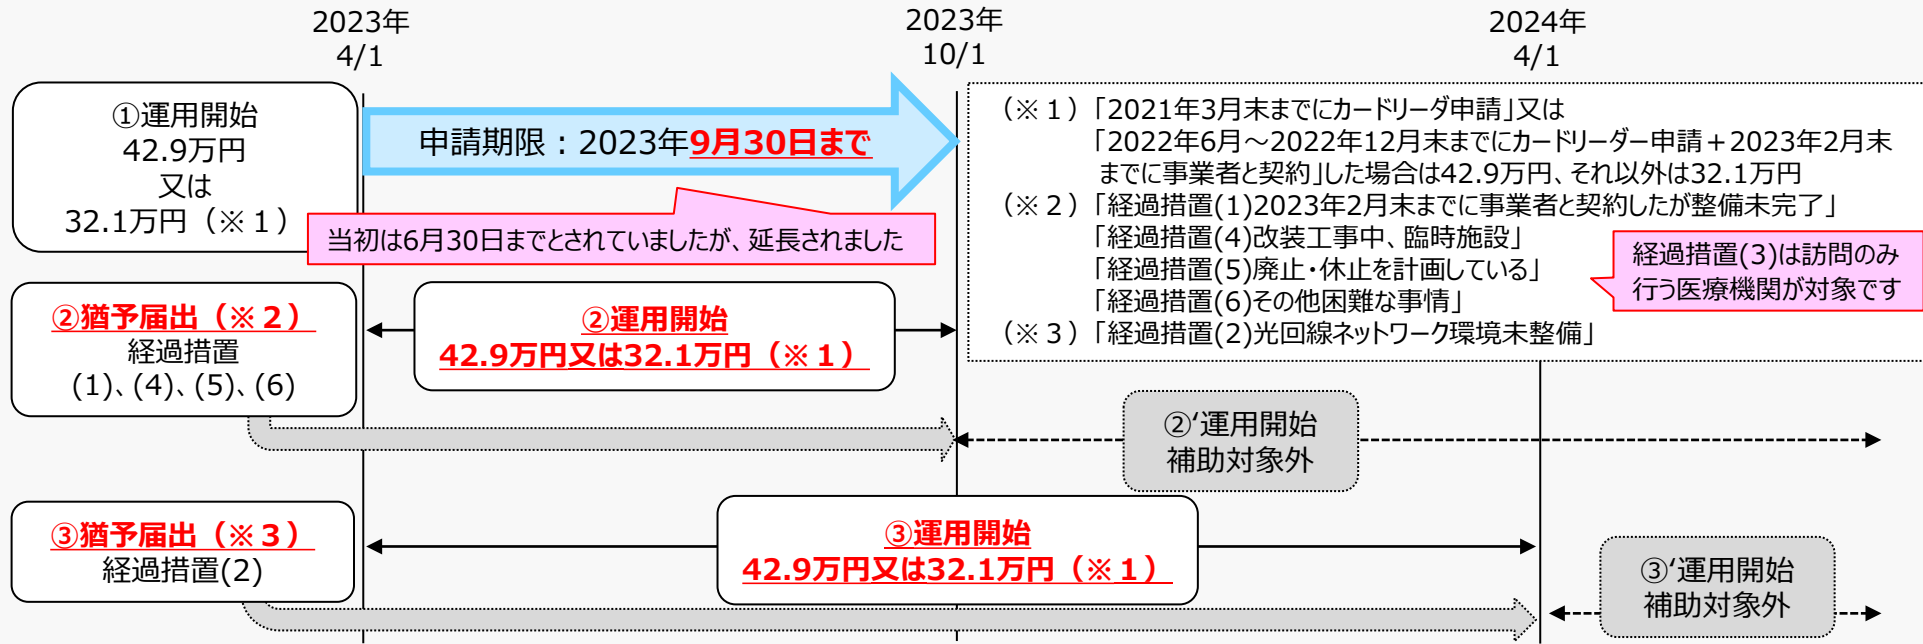 2023年
4/1
2023年
10/1
2024年
4/1
①運用開始
42.9万円
又は
32.1万円（※１）
申請期限：2023年9月30日まで
当初は6月30日までとされていましたが、延長されました
（※１）「2021年3月末までにカードリーダ申請」又は
「2022年6月～2022年12月末までにカードリーダー申請＋2023年2月末
までに事業者と契約」した場合は42.9万円、それ以外は32.1万円
（※２）「経過措置(1)2023年2月末までに事業者と契約したが整備未完了」
「経過措置(4)改装工事中、臨時施設」
「経過措置(5)廃止・休止を計画している」
「経過措置(6)その他困難な事情」
（※３）「経過措置(2)光回線ネットワーク環境未整備」
経過措置(3)は訪問のみ
行う医療機関が対象です
②猶予届出（※２）
経過措置
(1)、(4)、(5)、(6)
②運用開始
42.9万円又は32.1万円（※１）
②‘運用開始
補助対象外
③猶予届出（※３）
経過措置(2)
③運用開始
42.9万円又は32.1万円（※１）
③‘運用開始
補助対象外